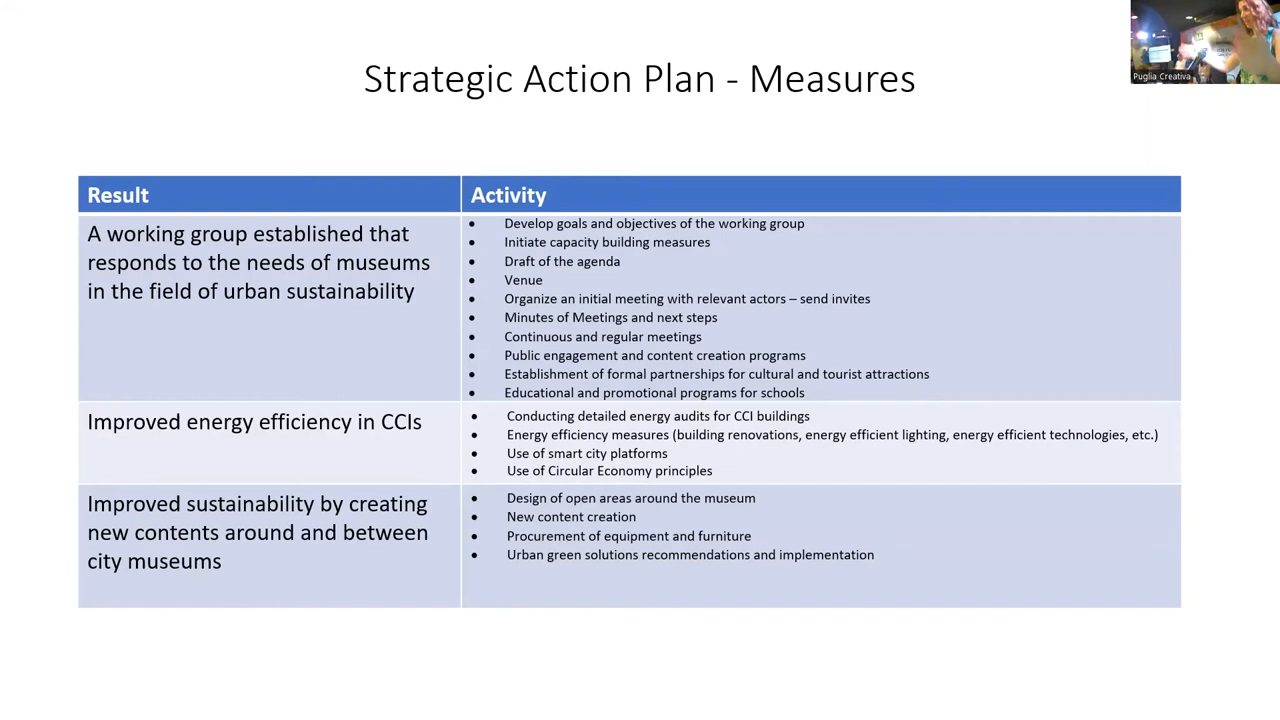 Strategic Action Plan - Measures
Puglia Creativa
Result
Activity
A working group established that
responds to the needs of museums
in the field of urban sustainability
• Develop goals and objectives of the working group
• Initiate capacity building measures
• Draft of the agenda
• Venue
• Organize an initial meeting with relevant actors – send invites
• Minutes of Meetings and next steps
• Continuous and regular meetings
• Public engagement and content creation programs
• Establishment of formal partnerships for cultural and tourist attractions
• Educational and promotional programs for schools
Improved energy efficiency in CCIs
• Conducting detailed energy audits for CCI buildings
• Energy efficiency measures (building renovations, energy efficient lighting, energy efficient technologies, etc.)
• Use of smart city platforms
• Use of Circular Economy principles
Improved sustainability by creating
new contents around and between
city museums
• Design of open areas around the museum
• New content creation
• Procurement of equipment and furniture
• Urban green solutions recommendations and implementation